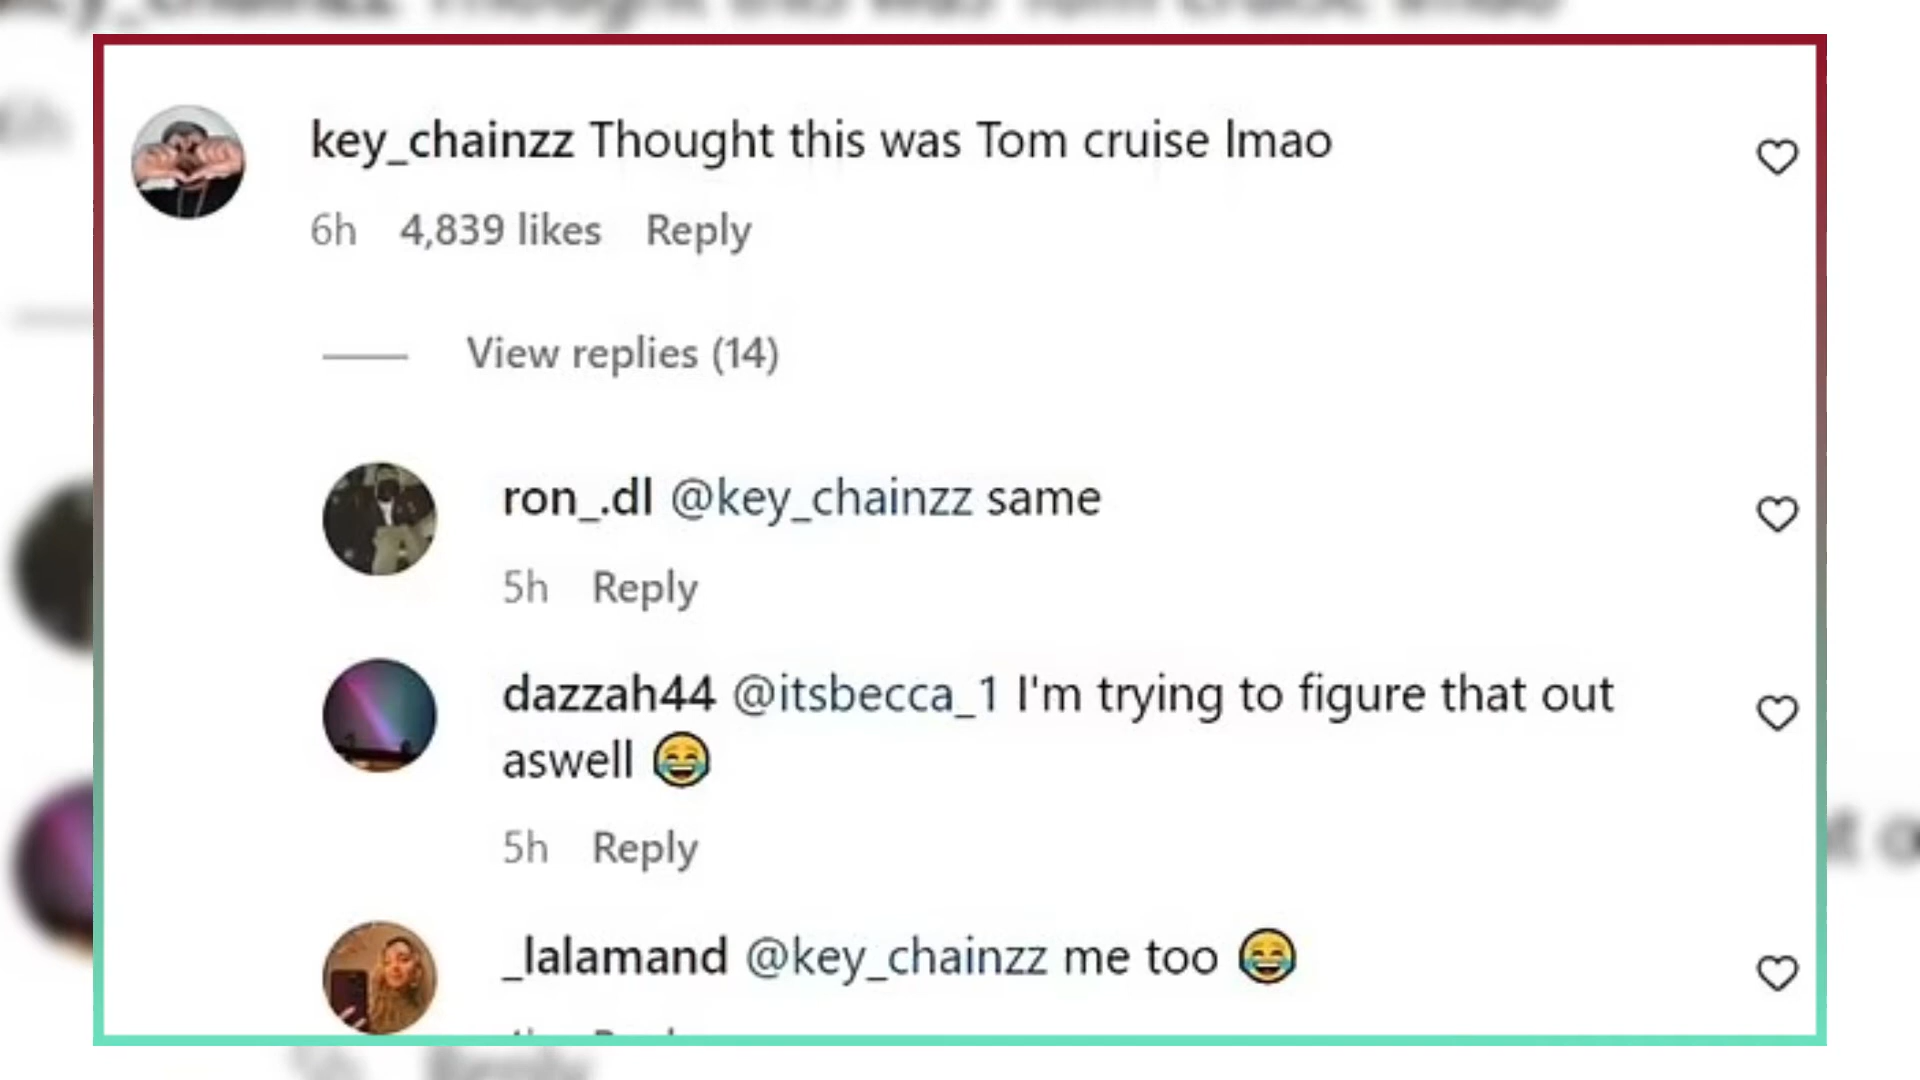 key_chainzz Thought this was Tom cruise lmao
6h 4,839 likes Reply
View replies (14)
ron_.dl @key_chainzz same
5h Reply
dazzah44 @itsbecca_1 I'm trying to figure that out
aswell 😂
5h Reply
_lalamand @key_chainzz me too 😂